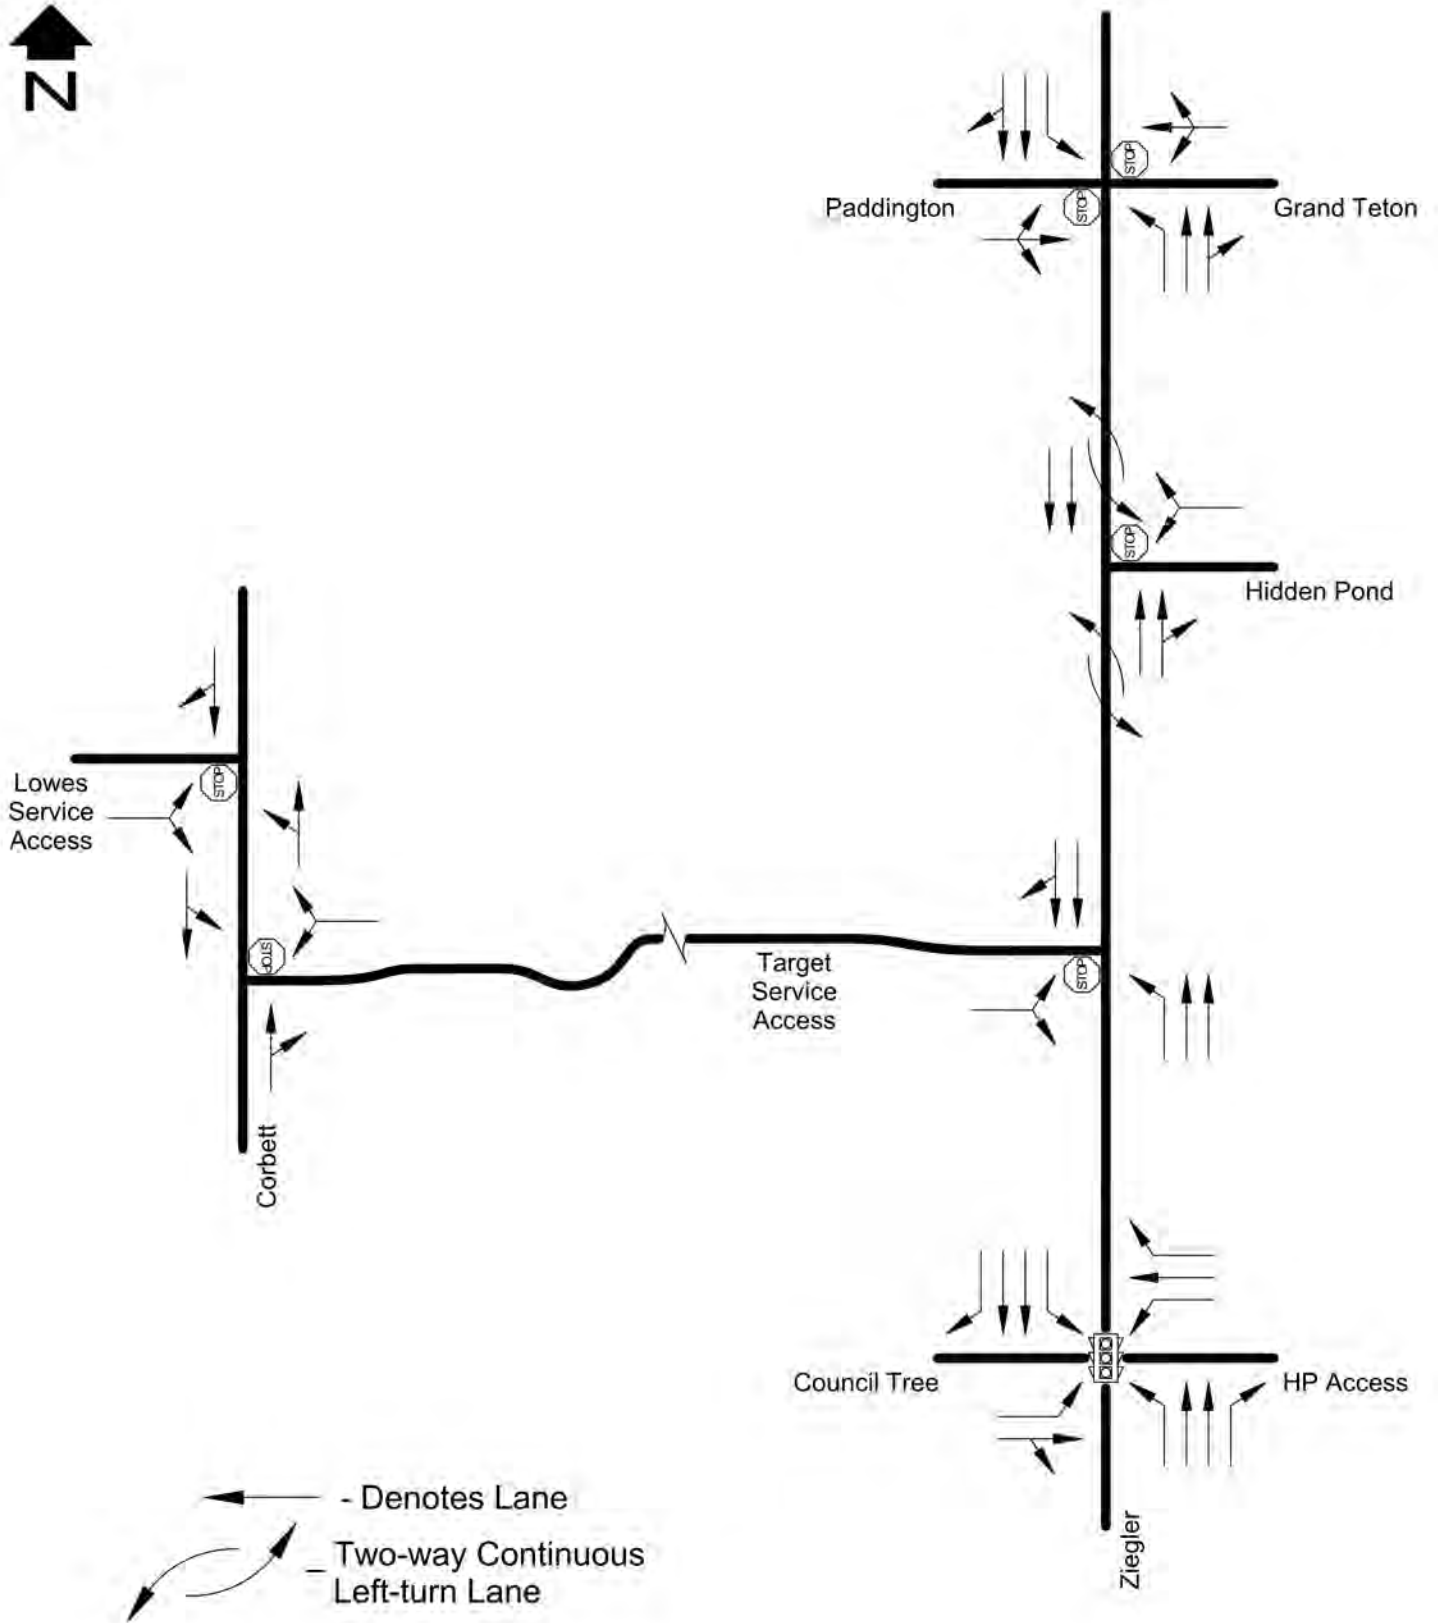 N
STOP
Paddington
STOP
Grand Teton
STOP
Hidden Pond
Lowes
Service
Access
STOP
STOP
Target
Service
Access
STOP
Corbett
Council Tree
HP Access
Ziegler
- Denotes Lane
– Two-way Continuous
Left-turn Lane